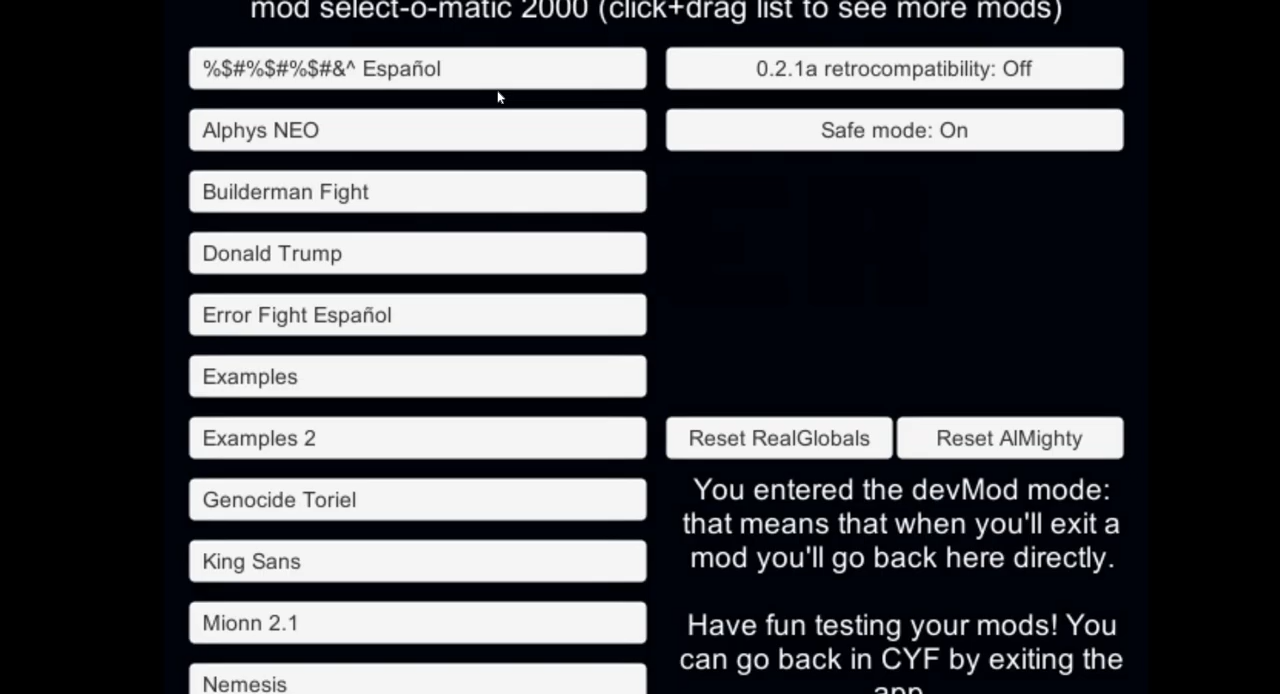 mod select-o-matic 2000 (click+drag list to see more mods)
%$#%$#%$#&^ Español
Alphys NEO
Builderman Fight
Donald Trump
Error Fight Español
Examples
Examples 2
Genocide Toriel
King Sans
Mionn 2.1
Nemesis
0.2.1a retrocompatibility: Off
Safe mode: On
Reset RealGlobals
Reset AlMighty
You entered the devMod mode:
that means that when you'll exit a
mod you'll go back here directly.
Have fun testing your mods! You
can go back in CYF by exiting the
app.